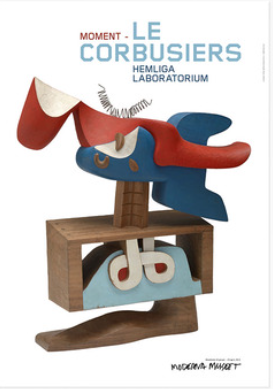 MOMENT - LE
CORBUSIERS
HEMLIGA
LABORATORIUM
MODERNA MUSEET